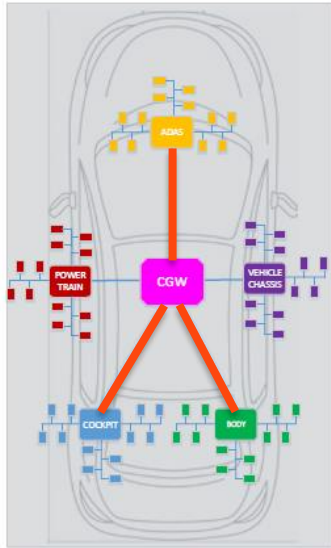 ADAS
POWER
TRAIN
CGW
VEHICLE
CHASSIS
COCKPIT
BODY